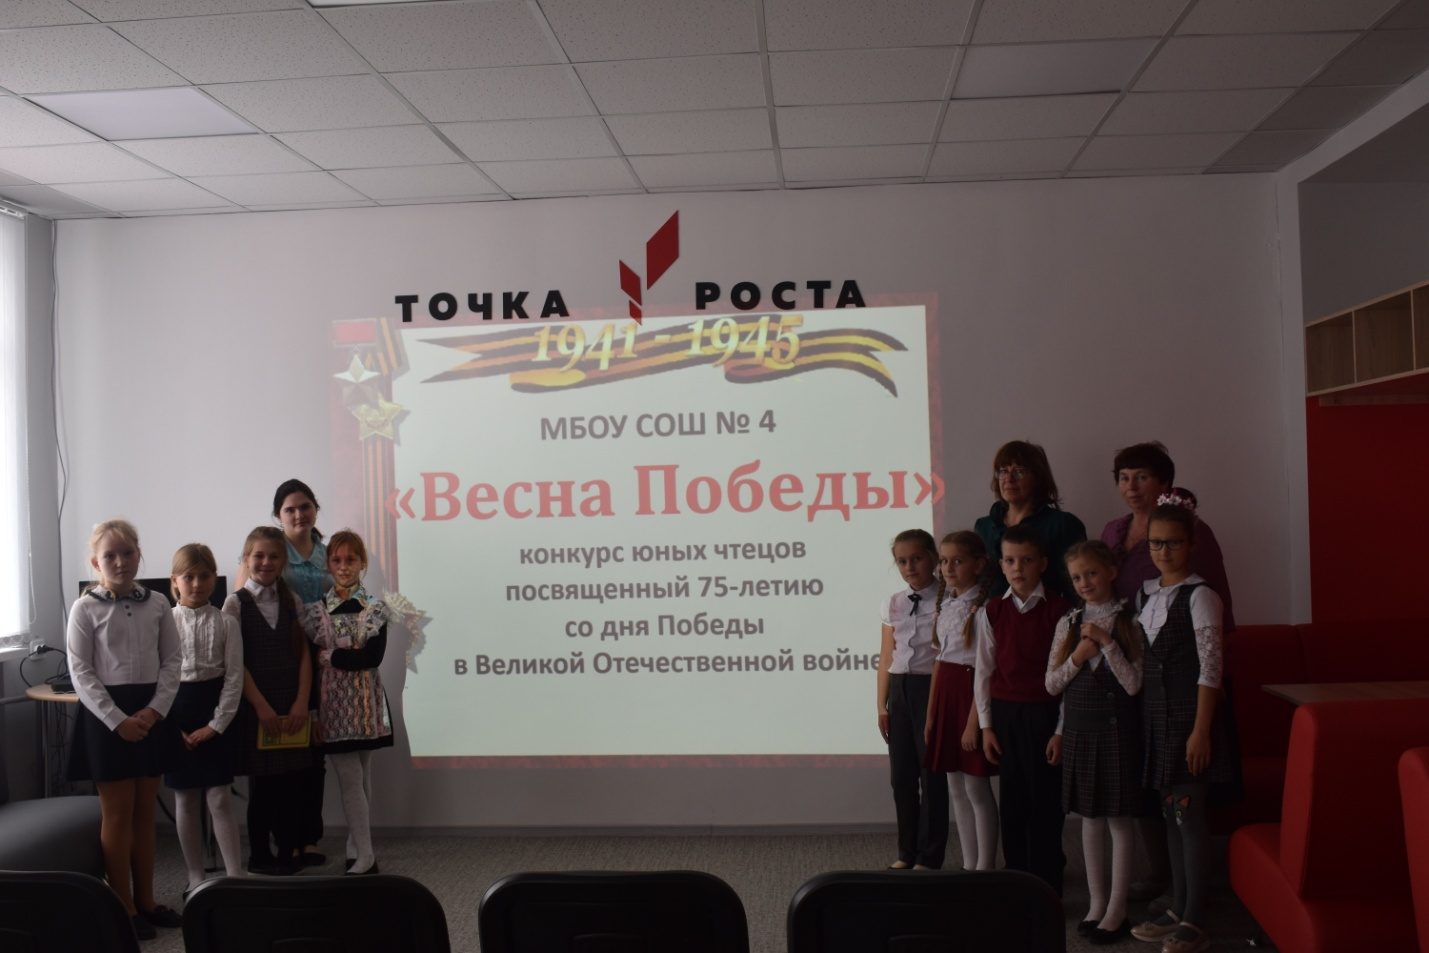 ТОЧКА РОСТА
1941 - 1945
МБОУ СОШ № 4
«Весна Победы»
конкурс юных чтецов
посвященный 75-летию
со дня Победы
в Великой Отечественной войне